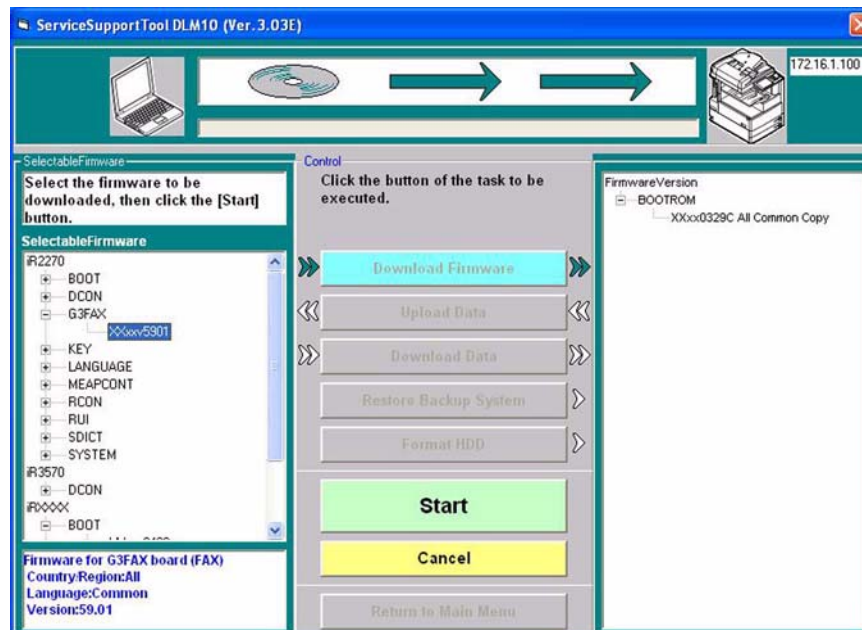 ServiceSupportTool DLM10 (Ver.3.03E)
172.16.1.100
SelectableFirmware
Select the firmware to be
downloaded, then click the [Start]
button.
SelectableFirmware
iR2270
BOOT
DCON
G3FAX
XXxxv5901
KEY
LANGUAGE
MEAPCONT
RCON
RUI
SDICT
SYSTEM
iR3570
DCON
iRXXXX
BOOT
Firmware for G3FAX board (FAX)
Country/Region:All
Language:Common
Version:59.01
Control
Click the button of the task to be
executed.
Download Firmware
Upload Data
Download Data
Restore Backup System
Format HDD
Start
Cancel
Return to Main Menu
FirmwareVersion
BOOTROM
XXxx0329C All Common Copy